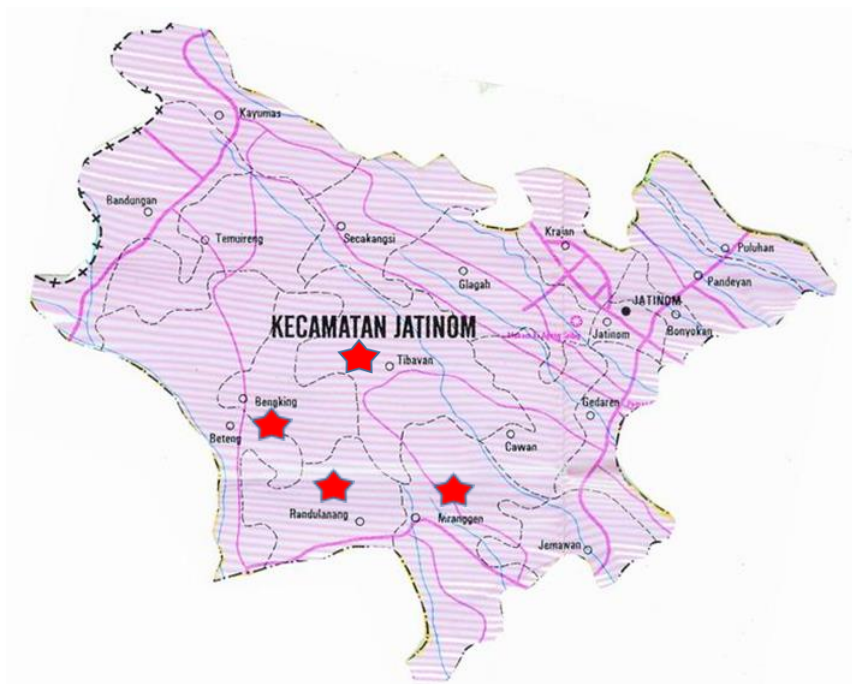 Kayumas
Bandungan
Temuireng
Secakangsi
Krajan
Puluhan
Pandeyan
Glagah
JATINOM
KECAMATAN JATINOM
Jatinom
Bonyokan
Tibayan
Bengking
Gedaren
Beteng
Cawan
Randulanang
Mranggen
Jemawan